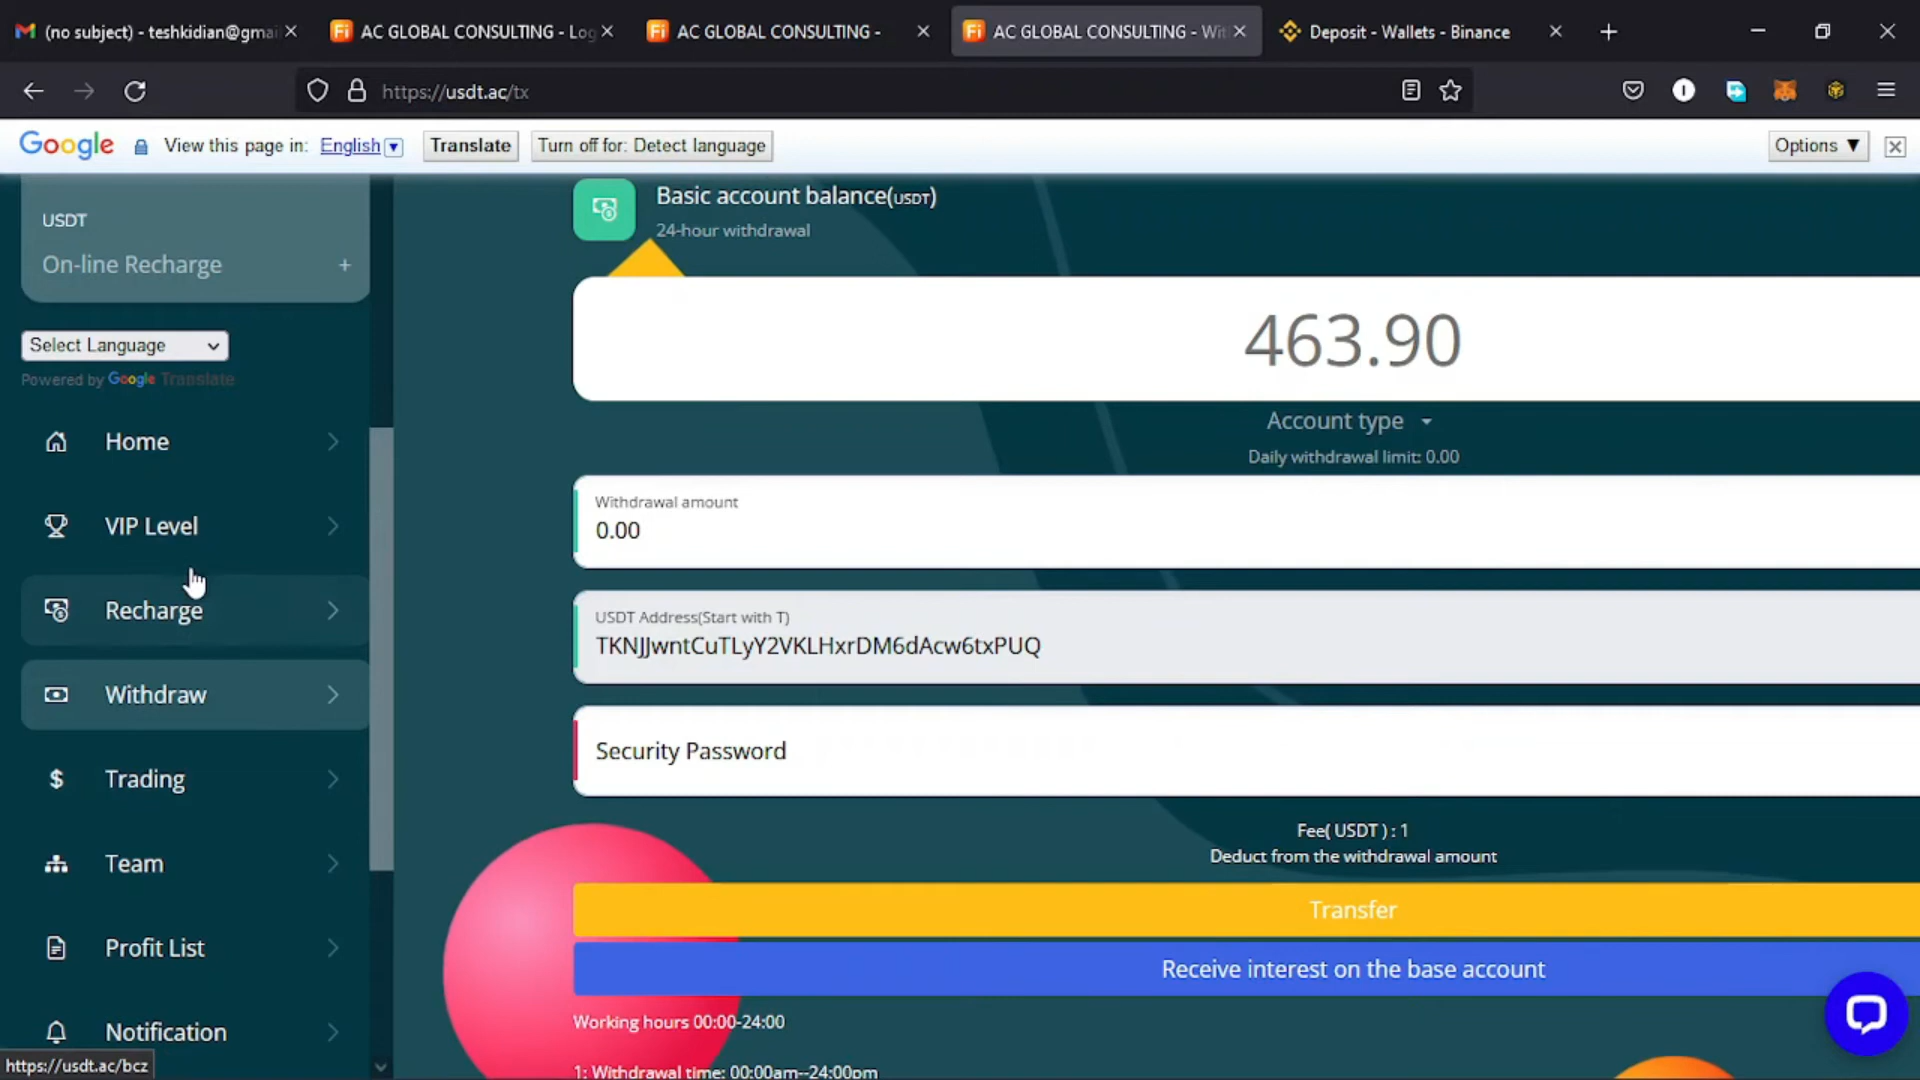 (no subject) - teshkidian@gmai
AC GLOBAL CONSULTING - Log
AC GLOBAL CONSULTING -
AC GLOBAL CONSULTING - Wit
Deposit - Wallets - Binance
https://usdt.ac/tx
Google View this page in: English Translate Turn off for: Detect language Options ▼
USDT
On-line Recharge +
Select Language
Powered by Google Translate
Home
VIP Level
Recharge
Withdraw
Trading
Team
Profit List
Notification
https://usdt.ac/bcz
Basic account balance(USDT)
24-hour withdrawal
463.90
Account type
Daily withdrawal limit: 0.00
Withdrawal amount
0.00
USDT Address(Start with T)
TKNJJwntCuTLyY2VKLHxrDM6dAcw6txPUQ
Security Password
Fee( USDT ) : 1
Deduct from the withdrawal amount
Transfer
Receive interest on the base account
Working hours 00:00-24:00
1: Withdrawal time: 00:00am--24:00pm